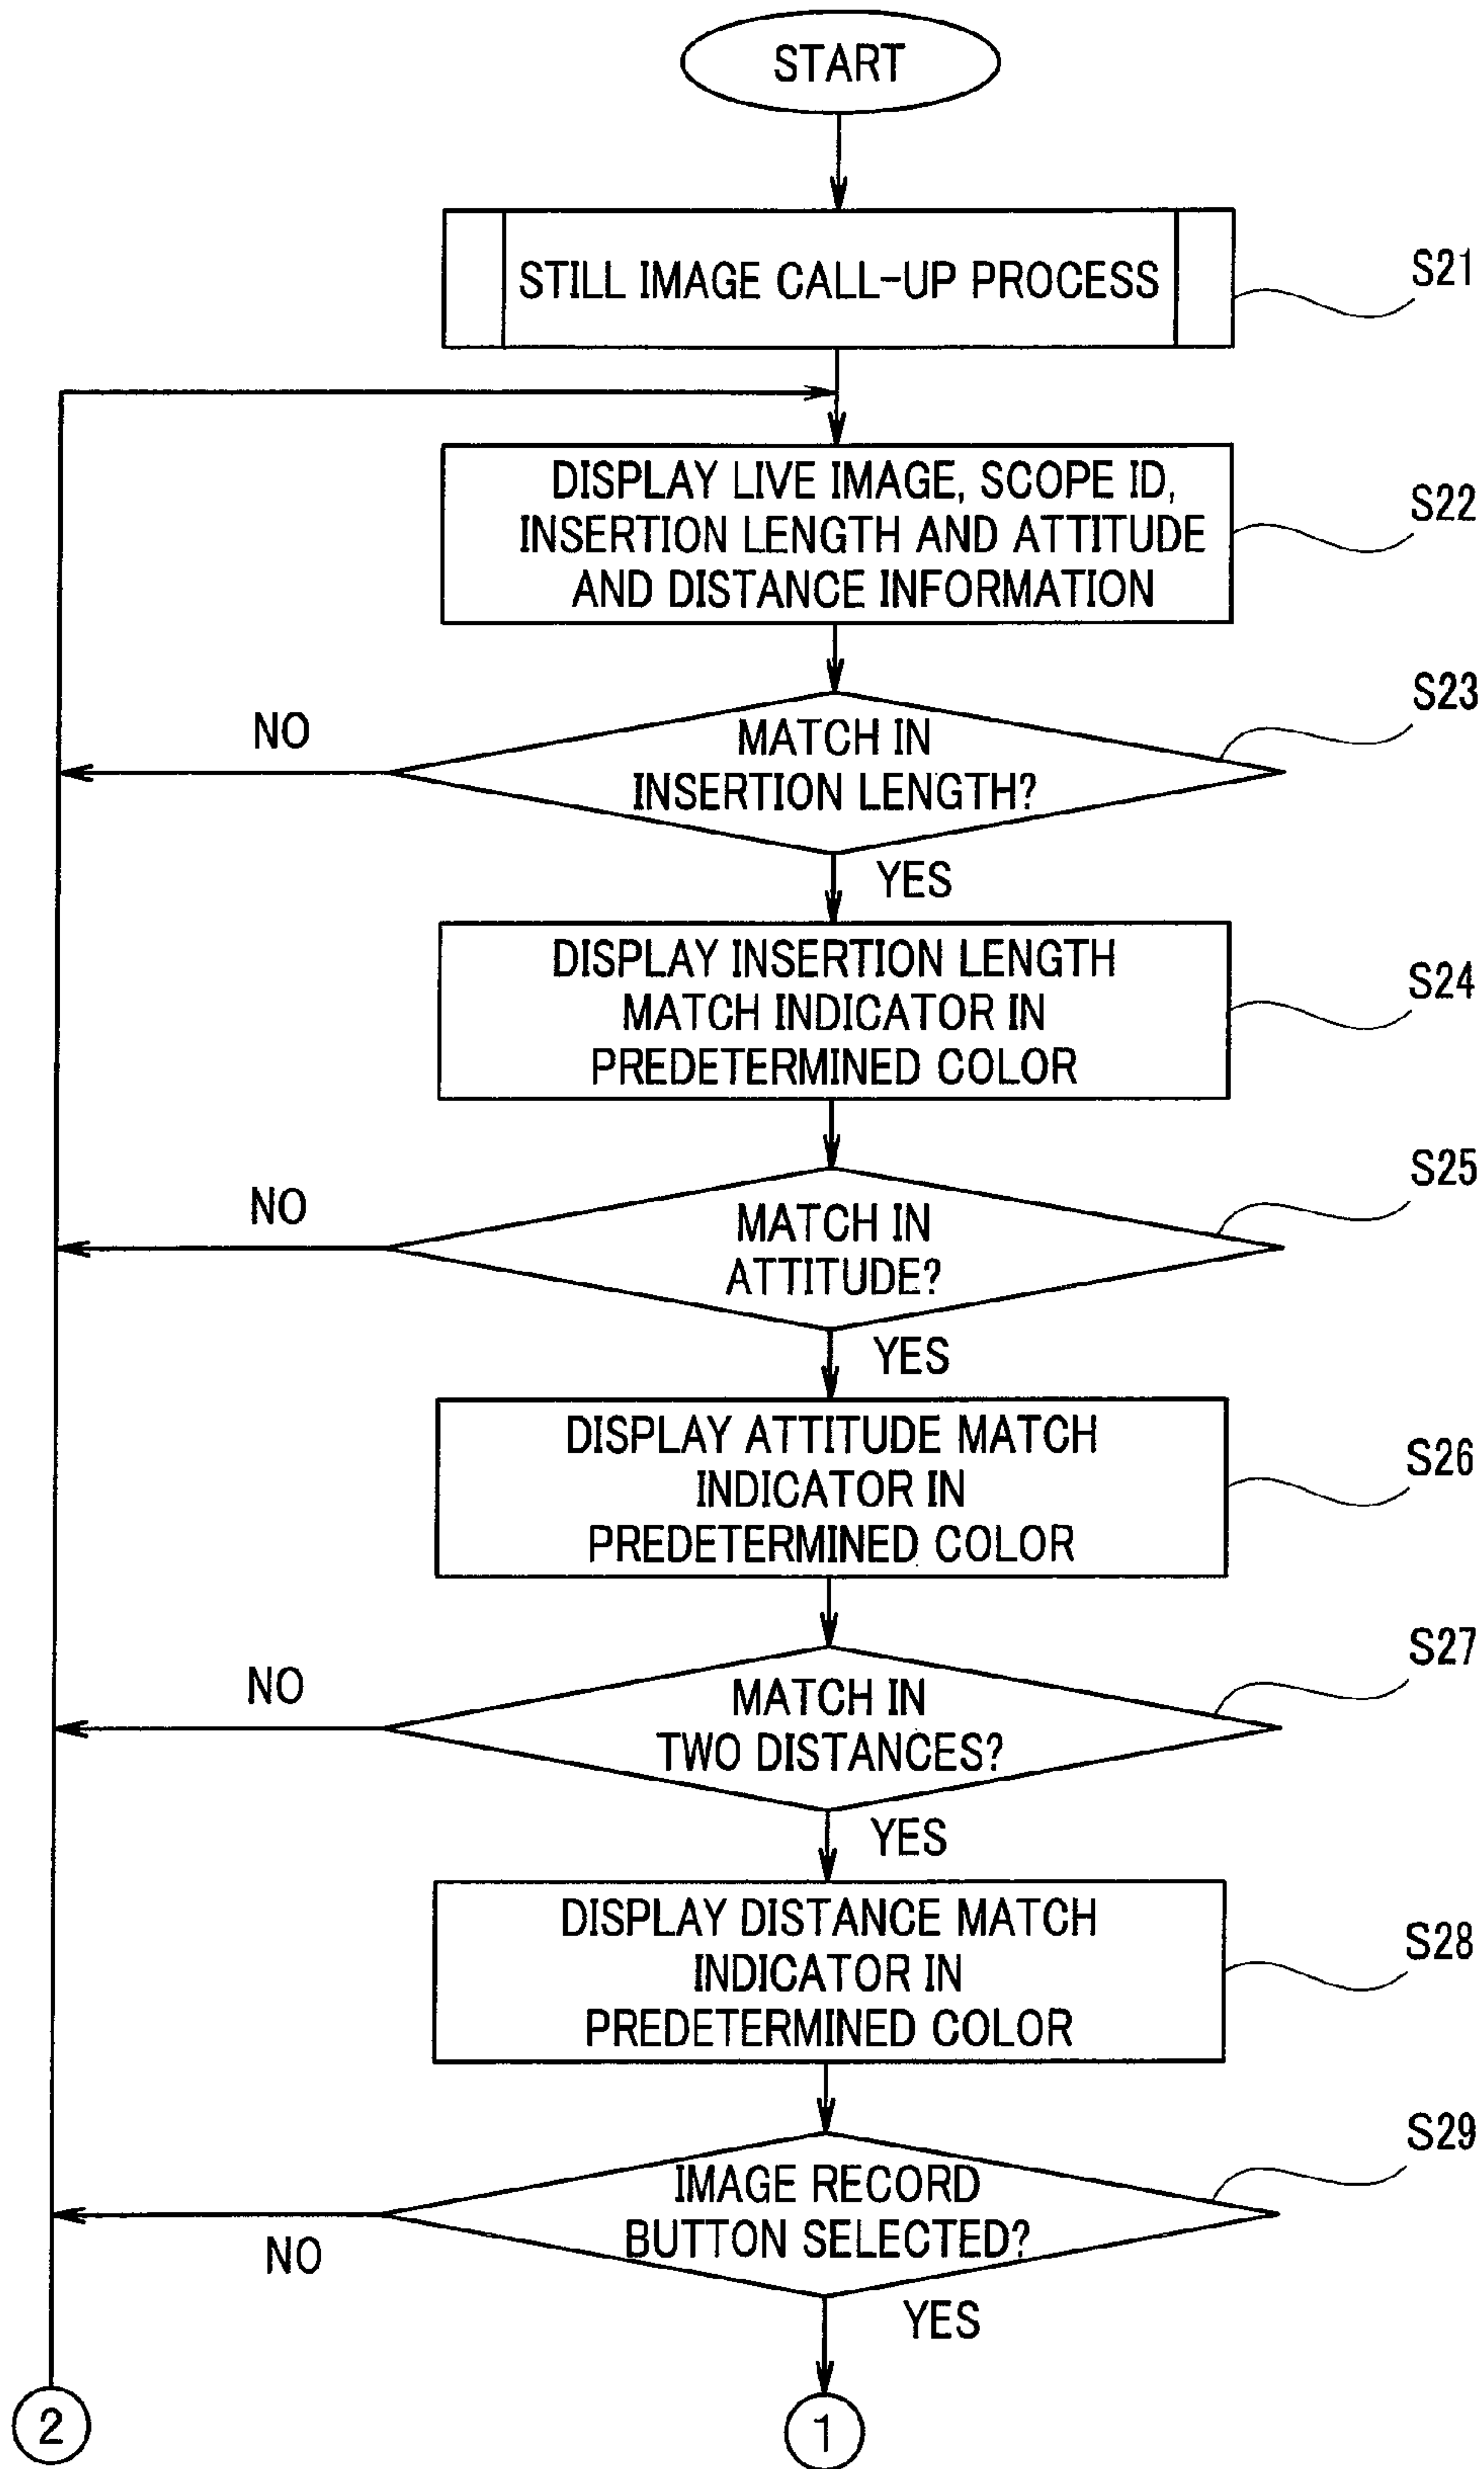 START
STILL IMAGE CALL-UP PROCESS
S21
DISPLAY LIVE IMAGE, SCOPE ID,
INSERTION LENGTH AND ATTITUDE
AND DISTANCE INFORMATION
S22
MATCH IN
INSERTION LENGTH?
S23
NO
YES
DISPLAY INSERTION LENGTH
MATCH INDICATOR IN
PREDETERMINED COLOR
S24
MATCH IN
ATTITUDE?
S25
NO
YES
DISPLAY ATTITUDE MATCH
INDICATOR IN
PREDETERMINED COLOR
S26
MATCH IN
TWO DISTANCES?
S27
NO
YES
DISPLAY DISTANCE MATCH
INDICATOR IN
PREDETERMINED COLOR
S28
IMAGE RECORD
BUTTON SELECTED?
S29
NO
YES
2
1